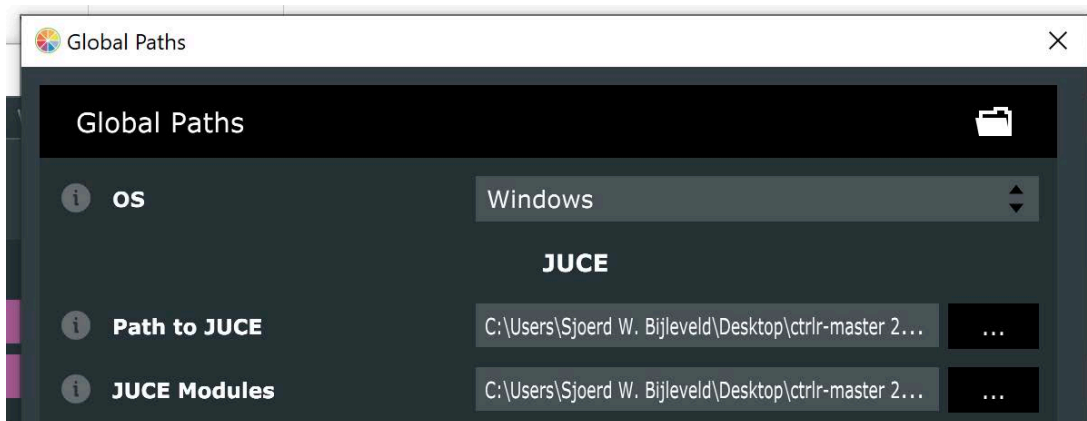 Global Paths
Global Paths
OS Windows
JUCE
Path to JUCE C:\Users\Sjoerd W. Bijleveld\Desktop\ctrlr-master 2... ...
JUCE Modules C:\Users\Sjoerd W. Bijleveld\Desktop\ctrlr-master 2... ...